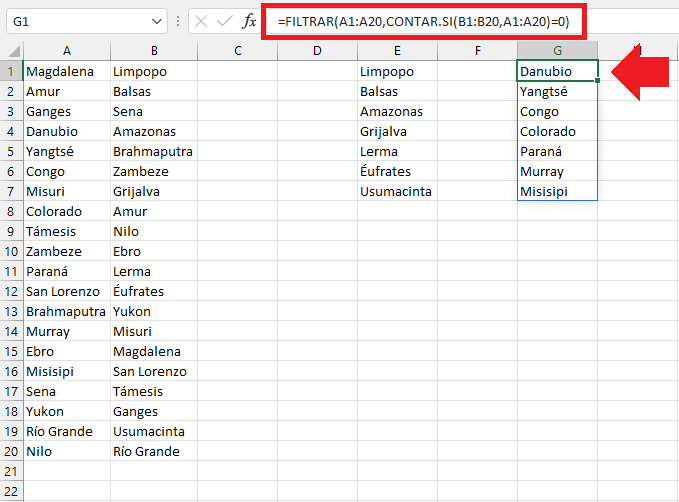 G1 fx =FILTRAR(A1:A20,CONTAR.SI(B1:B20,A1:A20)=0)
A B C D E F G H
1 Magdalena Limpopo Limpopo Danubio
2 Amur Balsas Balsas Yangtsé
3 Ganges Sena Amazonas Congo
4 Danubio Amazonas Grijalva Colorado
5 Yangtsé Brahmaputra Lerma Paraná
6 Congo Zambeze Éufrates Murray
7 Misuri Grijalva Usumacinta Misisipi
8 Colorado Amur
9 Támesis Nilo
10 Zambeze Ebro
11 Paraná Lerma
12 San Lorenzo Éufrates
13 Brahmaputra Yukon
14 Murray Misuri
15 Ebro Magdalena
16 Misisipi San Lorenzo
17 Sena Támesis
18 Yukon Ganges
19 Río Grande Usumacinta
20 Nilo Río Grande
21
22